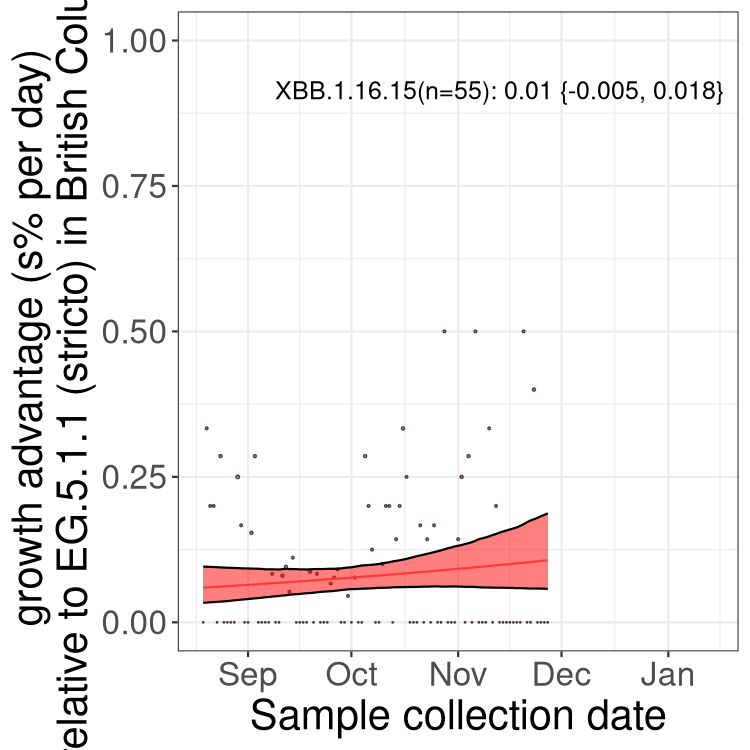 growth advantage (s% per day)
relative to EG.5.1.1 (stricto) in British
1.00
0.75
0.50
0.25
0.00
XBB.1.16.15(n=55): 0.01 {-0.005, 0.018}
Sep Oct Nov Dec Jan
Sample collection date